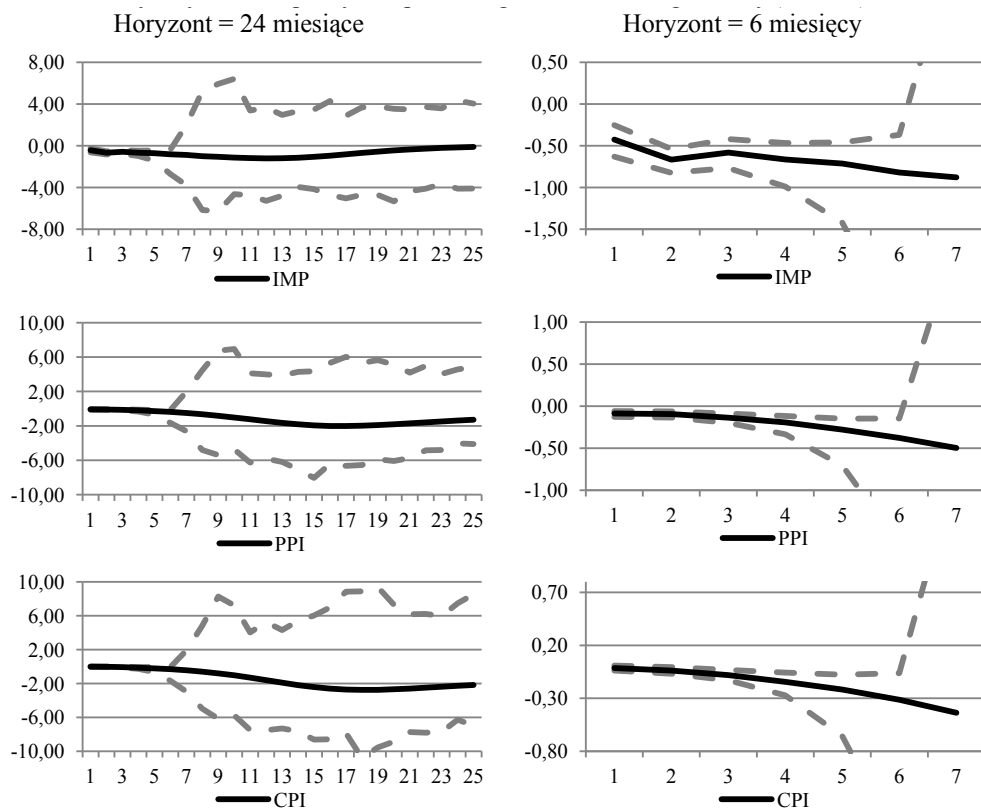 Horyzont = 24 miesiące
Horyzont = 6 miesięcy
8,00
4,00
0,00
-4,00
-8,00
1 3 5 7 9 11 13 15 17 19 21 23 25
IMP
0,50
0,00
-0,50
-1,00
-1,50
1 2 3 4 5 6 7
IMP
10,00
6,00
2,00
-2,00
-6,00
-10,00
1 3 5 7 9 11 13 15 17 19 21 23 25
PPI
1,00
0,50
0,00
-0,50
-1,00
1 2 3 4 5 6 7
PPI
10,00
6,00
2,00
-2,00
-6,00
-10,00
1 3 5 7 9 11 13 15 17 19 21 23 25
CPI
0,70
0,20
-0,30
-0,80
1 2 3 4 5 6 7
CPI